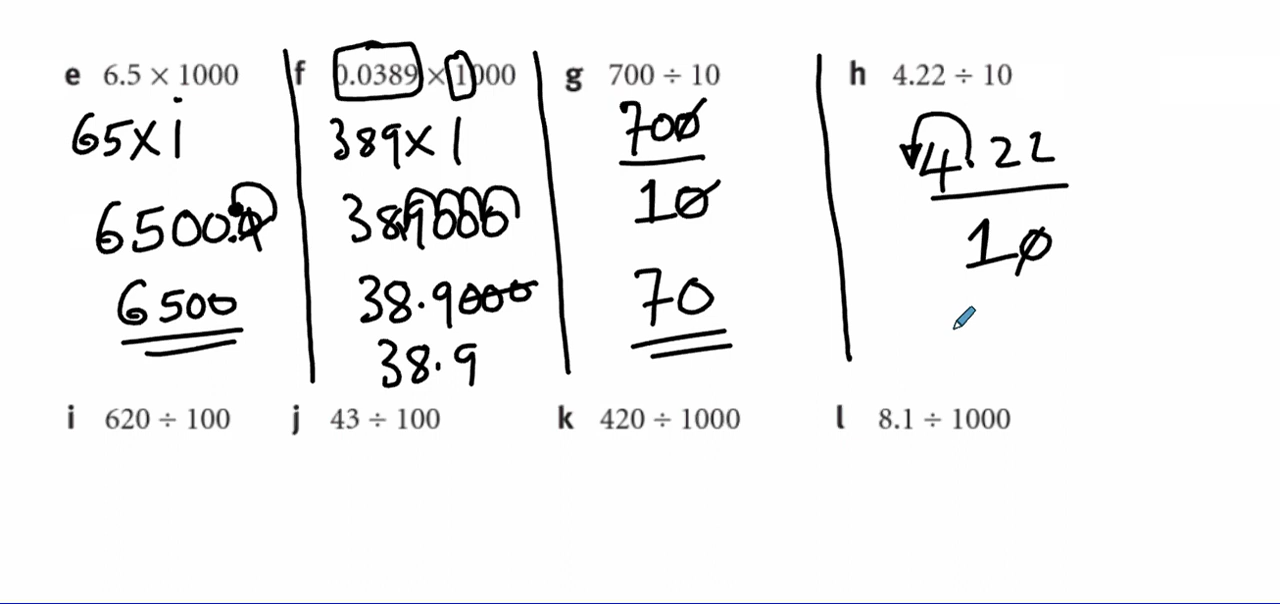 e 6.5 × 1000
65 × 1
6500.0
6500
f 0.0389 × 1000
389 × 1
389000
38.9000
38.9
g 700 ÷ 10
700
10
70
h 4.22 ÷ 10
4.22
10
i 620 ÷ 100
j 43 ÷ 100
k 420 ÷ 1000
l 8.1 ÷ 1000